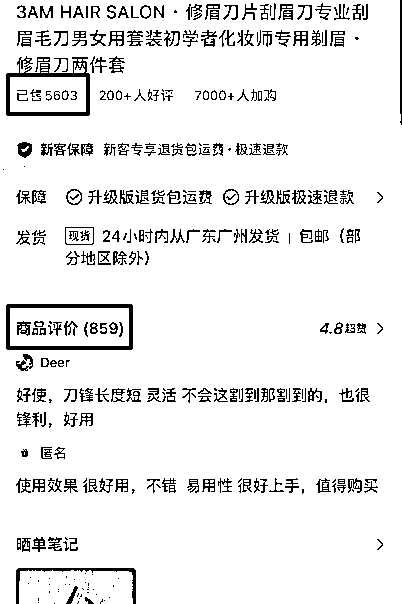 3AM HAIR SALON · 修眉刀片刮眉刀专业刮
眉毛刀男女用套装初学者化妆师专用剃眉 ·
修眉刀两件套
已售5603 200+人好评 7000+人加购
新客保障 新客专享退货包运费·极速退款
保障 升级版退货包运费 升级版极速退款
发货 现货 24小时内从广东广州发货 | 包邮（部
分地区除外）
商品评价 (859) 4.8超赞
Deer
好使，刀锋长度短 灵活 不会这割到那割到的，也很
锋利，好用
匿名
使用效果 很好用，不错 易用性 很好上手，值得购买
晒单笔记